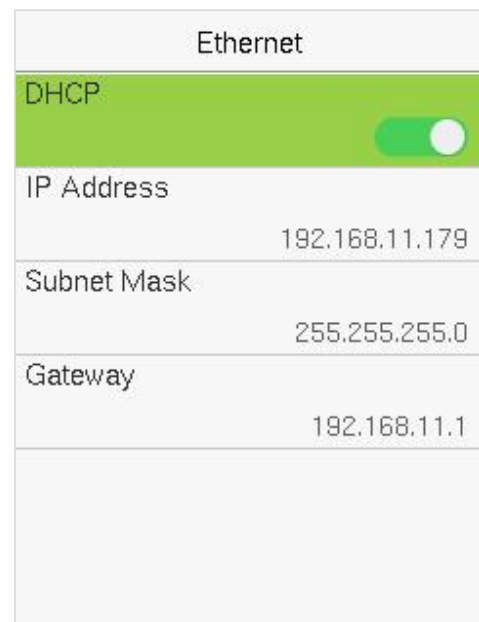 Ethernet
DHCP
IP Address
192.168.11.179
Subnet Mask
255.255.255.0
Gateway
192.168.11.1